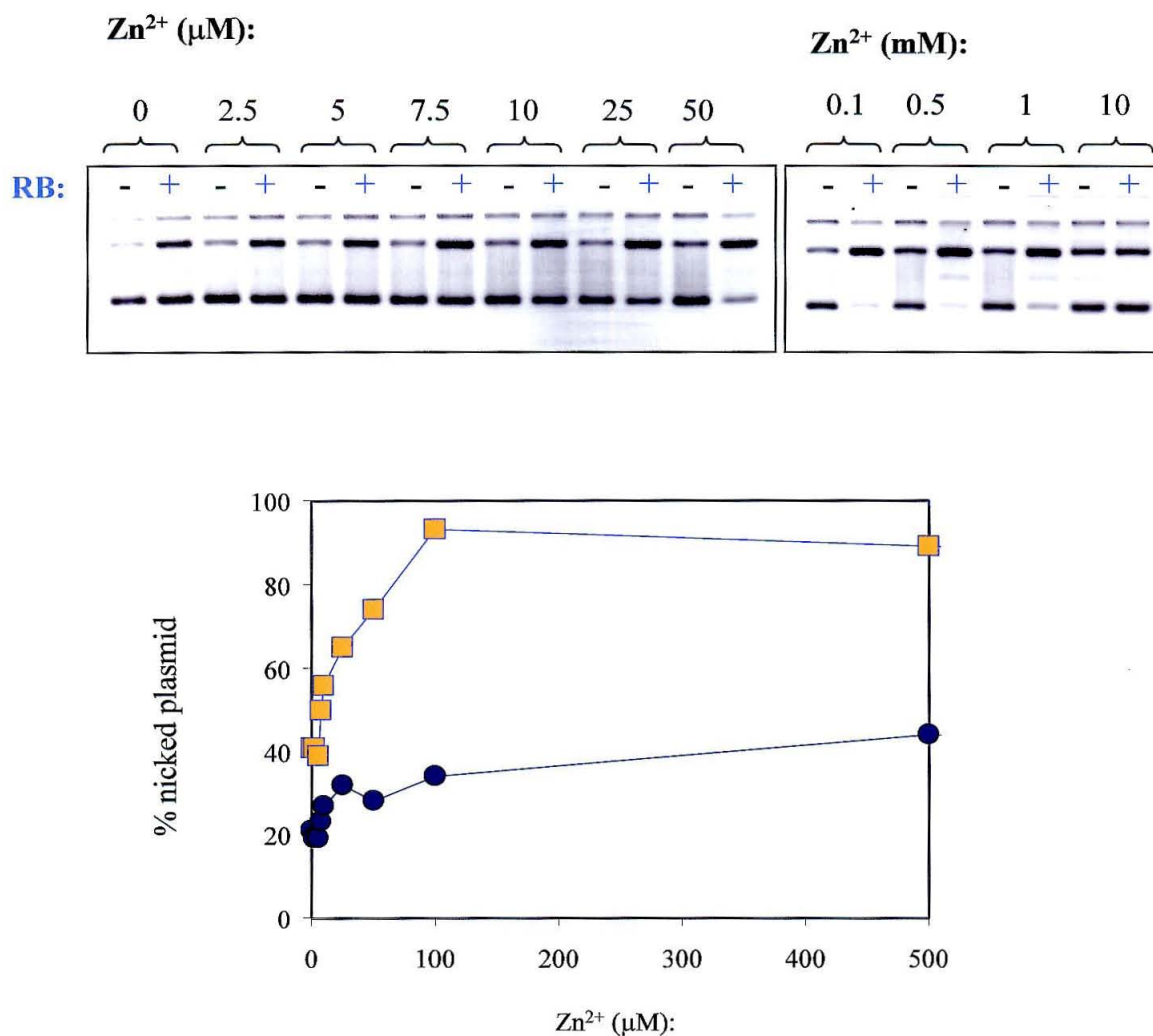 Zn²⁺ (μM):
Zn²⁺ (mM):
0 2.5 5 7.5 10 25 50
0.1 0.5 1 10
RB: - + - + - + - + - + - + - +
- + - + - + - +
100
80
60
40
20
0
% nicked plasmid
0 100 200 300 400 500
Zn²⁺ (μM):